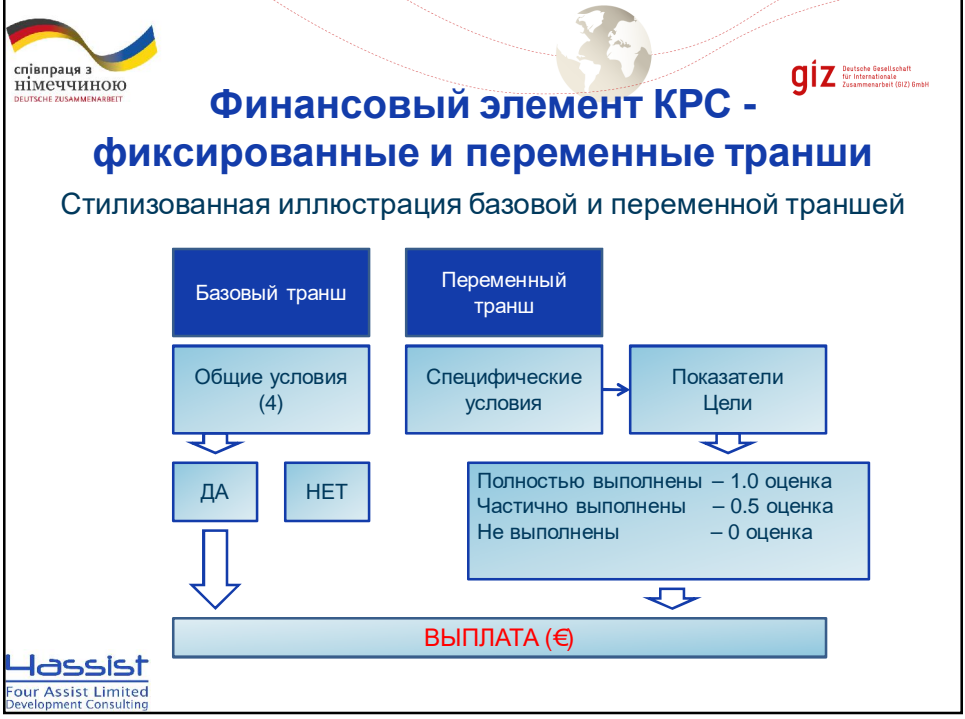 співпраця з
німеччиною
DEUTSCHE ZUSAMMENARBEIT
giz Deutsche Gesellschaft
für Internationale
Zusammenarbeit (GIZ) GmbH
Финансовый элемент КРС -
фиксированные и переменные транши
Стилизованная иллюстрация базовой и переменной траншей
Базовый транш
Переменный
транш
Общие условия
(4)
Специфические
условия
Показатели
Цели
ДА
НЕТ
Полностью выполнены – 1.0 оценка
Частично выполнены – 0.5 оценка
Не выполнены – 0 оценка
ВЫПЛАТА (€)
4assist
Four Assist Limited
Development Consulting